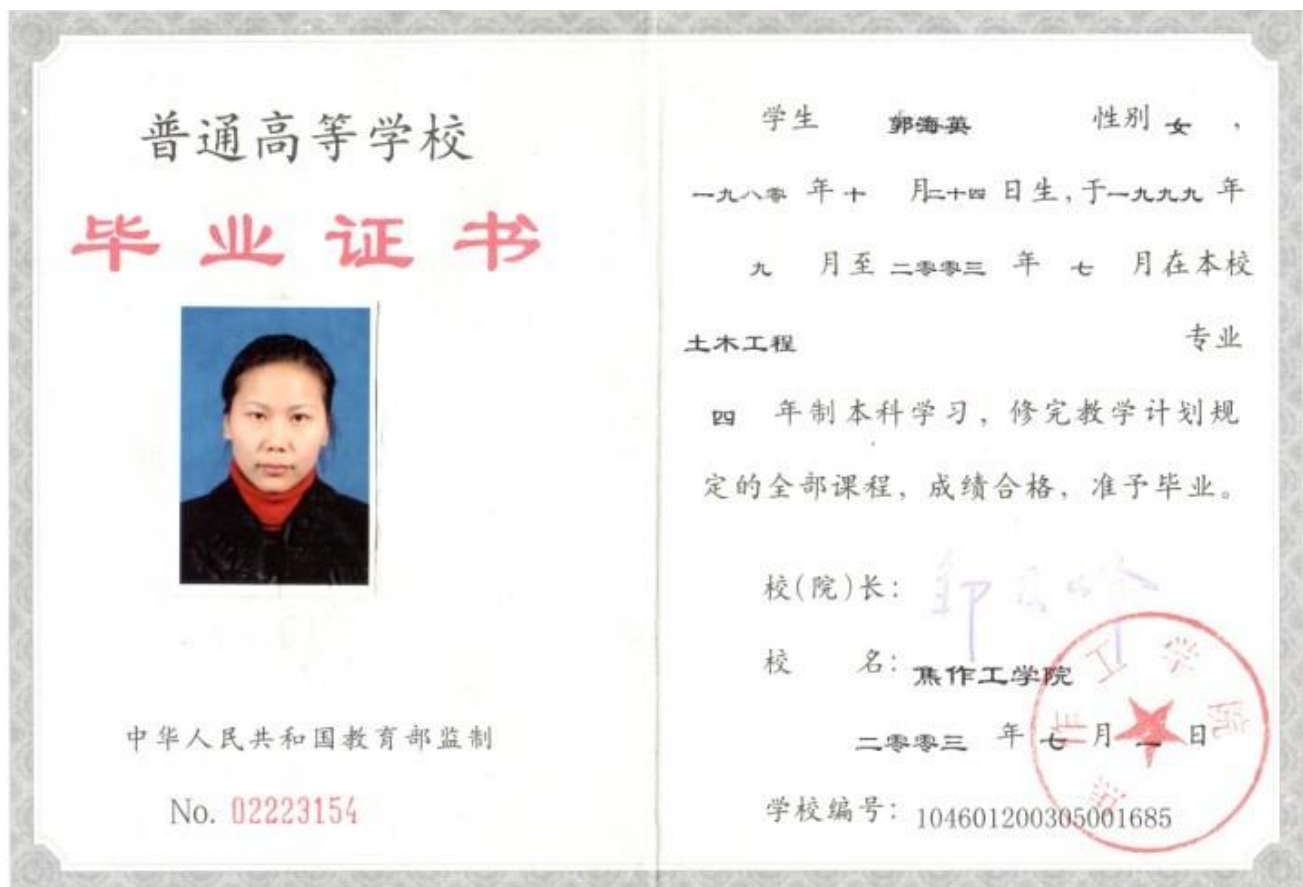 普通高等学校
毕业证书
中华人民共和国教育部监制
No. 02223154
学生 郭海英 性别 女 ,
一九八零 年 十 月二十四日生,于一九九九 年
九 月至 二零零三 年 七 月在本校
土木工程 专业
四 年制本科学习, 修完教学计划规
定的全部课程, 成绩合格, 准予毕业。
校(院)长:
校 名: 焦作工学院
二零零三 年 七 月 一 日
学校编号: 104601200305001685
焦作工学院